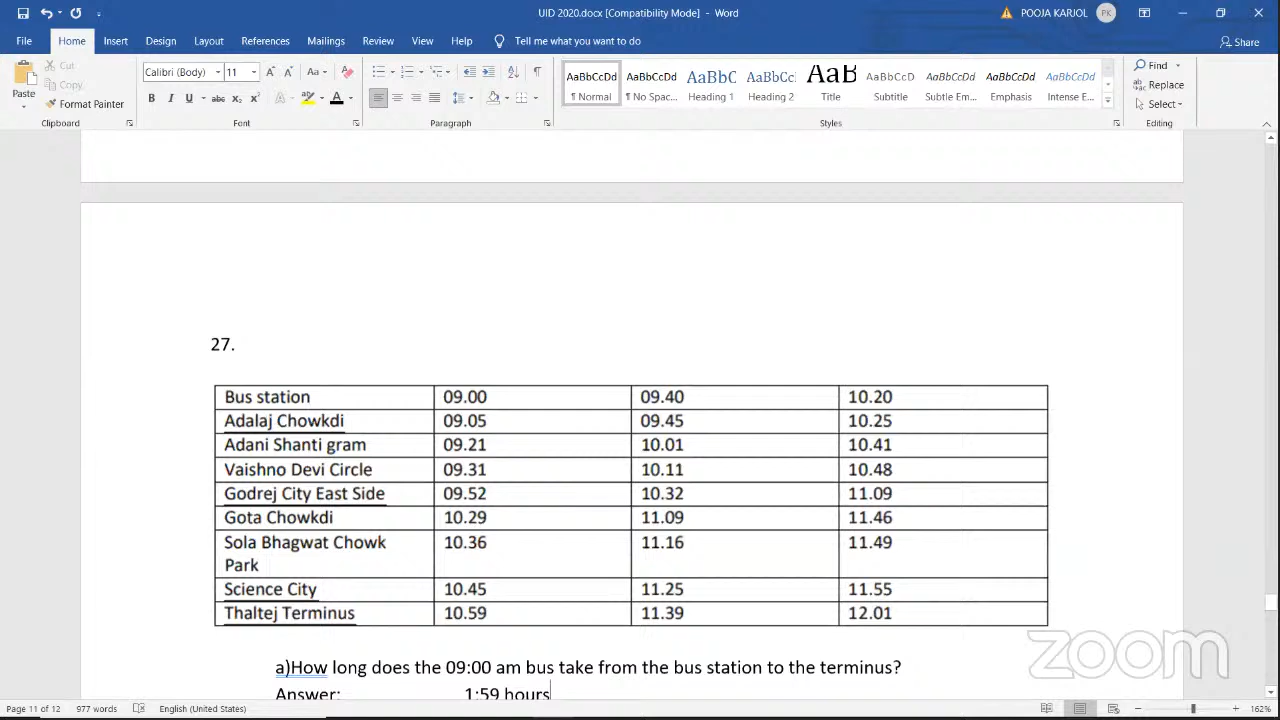 UID 2020.docx [Compatibility Mode] - Word
POOJA KARJOL PK
File Home Insert Design Layout References Mailings Review View Help Tell me what you want to do Share
Paste
Cut
Copy
Format Painter
Clipboard
Calibri (Body) 11
Font
Paragraph
AaBbCcDd AaBbCcDd AaBbC AaBbCc AaB AaBbCcD AaBbCcDd AaBbCcDd AaBbCcDd
¶ Normal ¶ No Spac... Heading 1 Heading 2 Title Subtitle Subtle Em... Emphasis Intense E...
Styles
Find
Replace
Select
Editing
27.
Bus station 09.00 09.40 10.20
Adalaj Chowkdi 09.05 09.45 10.25
Adani Shanti gram 09.21 10.01 10.41
Vaishno Devi Circle 09.31 10.11 10.48
Godrej City East Side 09.52 10.32 11.09
Gota Chowkdi 10.29 11.09 11.46
Sola Bhagwat Chowk 10.36 11.16 11.49
Park
Science City 10.45 11.25 11.55
Thaltej Terminus 10.59 11.39 12.01
zoom
a)How long does the 09:00 am bus take from the bus station to the terminus?
Answer: 1:59 hours
Page 11 of 12 977 words English (United States) 162%